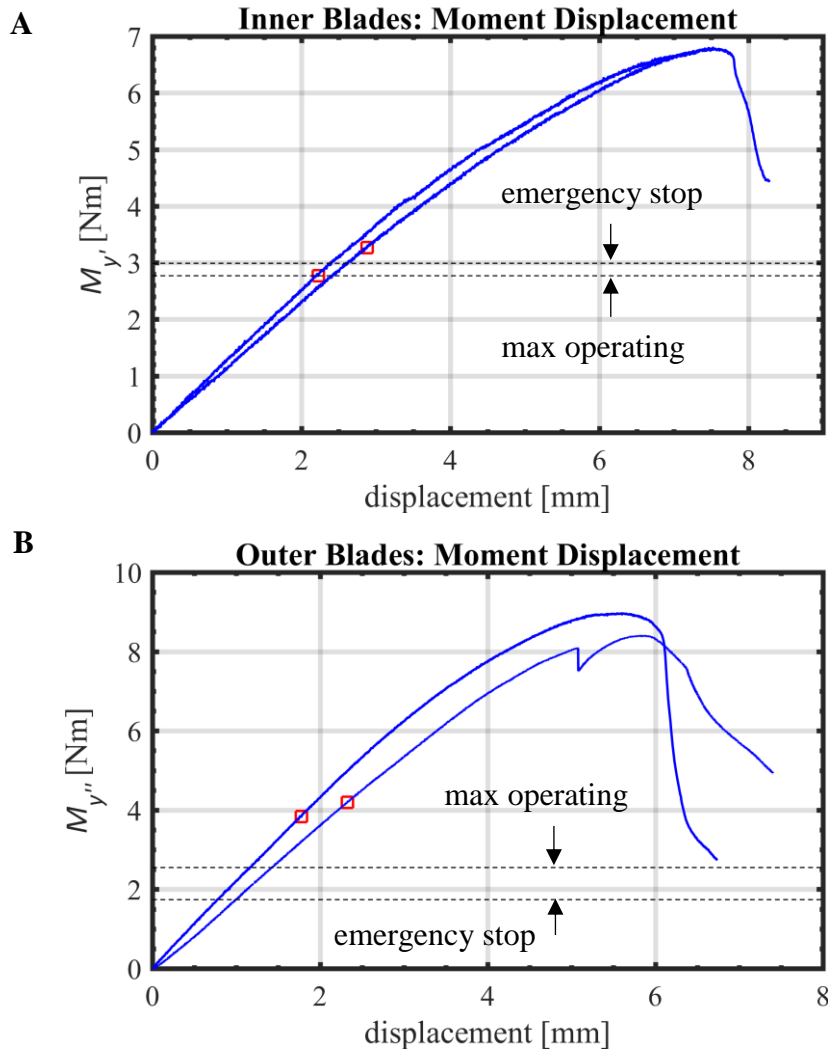 A
Inner Blades: Moment Displacement
7
6
5
4
3
2
1
0
M y' [Nm]
emergency stop
max operating
0 2 4 6 8
displacement [mm]
B
Outer Blades: Moment Displacement
10
8
6
4
2
0
M y'' [Nm]
max operating
emergency stop
0 2 4 6 8
displacement [mm]